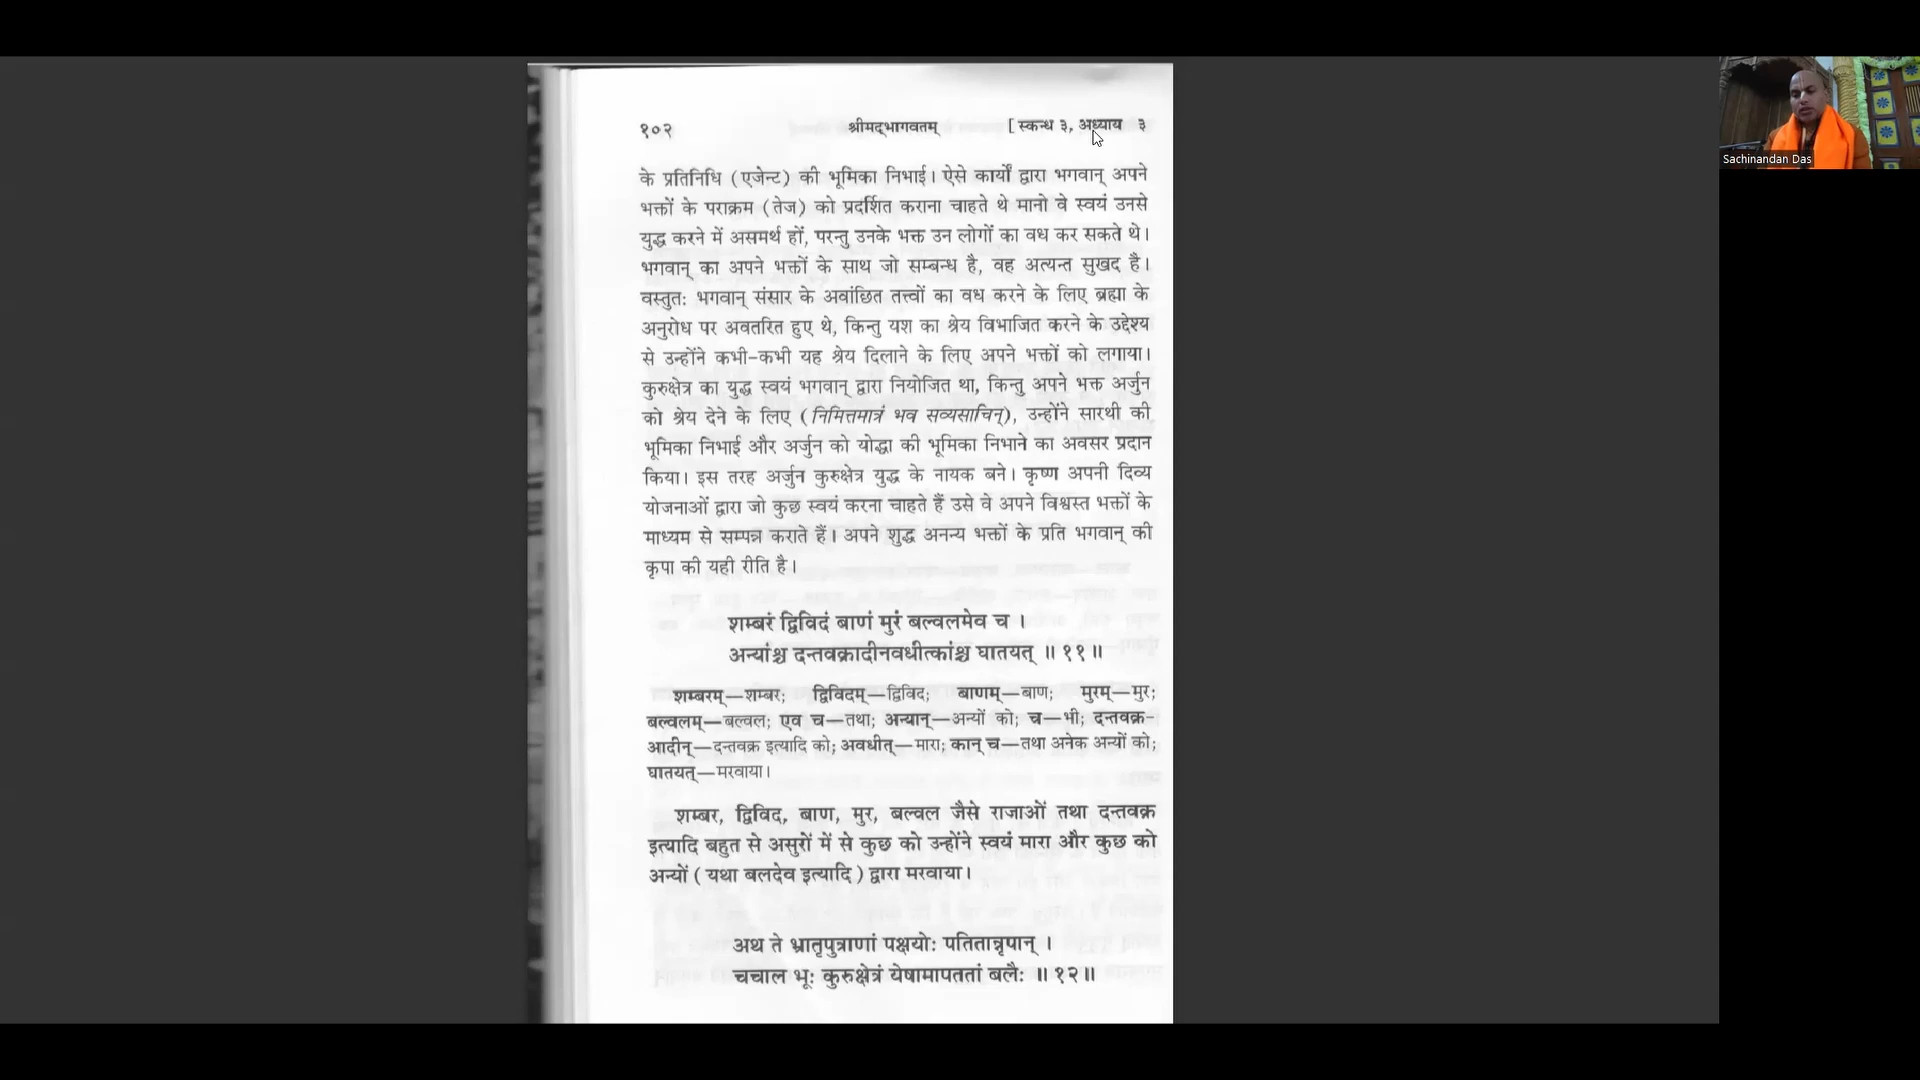 १०२ श्रीमद्भागवतम् [ स्कन्ध ३, अध्याय ३
के प्रतिनिधि (एजेन्ट) की भूमिका निभाई। ऐसे कार्यों द्वारा भगवान् अपने
भक्तों के पराक्रम (तेज) को प्रदर्शित कराना चाहते थे मानो वे स्वयं उनसे
युद्ध करने में असमर्थ हों, परन्तु उनके भक्त उन लोगों का वध कर सकते थे।
भगवान् का अपने भक्तों के साथ जो सम्बन्ध है, वह अत्यन्त सुखद है।
वस्तुतः भगवान् संसार के अवांछित तत्त्वों का वध करने के लिए ब्रह्मा के
अनुरोध पर अवतरित हुए थे, किन्तु यश का श्रेय विभाजित करने के उद्देश्य
से उन्होंने कभी-कभी यह श्रेय दिलाने के लिए अपने भक्तों को लगाया।
कुरुक्षेत्र का युद्ध स्वयं भगवान् द्वारा नियोजित था, किन्तु अपने भक्त अर्जुन
को श्रेय देने के लिए (निमित्तमात्रं भव सव्यसाचिन्), उन्होंने सारथी की
भूमिका निभाई और अर्जुन को योद्धा की भूमिका निभाने का अवसर प्रदान
किया। इस तरह अर्जुन कुरुक्षेत्र युद्ध के नायक बने। कृष्ण अपनी दिव्य
योजनाओं द्वारा जो कुछ स्वयं करना चाहते हैं उसे वे अपने विश्वस्त भक्तों के
माध्यम से सम्पन्न कराते हैं। अपने शुद्ध अनन्य भक्तों के प्रति भगवान् की
कृपा की यही रीति है।
शम्बरं द्विविदं बाणं मुरं बल्वलमेव च ।
अन्यांश्च दन्तवक्रादीनवधीत्कांश्च घातयत् ॥ ११॥
शम्बरम्—शम्बर; द्विविदम्—द्विविद; बाणम्—बाण; मुरम्—मुर;
बल्वलम्—बल्वल; एव च—तथा; अन्यान्—अन्यों को; च—भी; दन्तवक्र-
आदीन्—दन्तवक्र इत्यादि को; अवधीत्—मारा; कान् च—तथा अनेक अन्यों को;
घातयत्—मरवाया।
शम्बर, द्विविद, बाण, मुर, बल्वल जैसे राजाओं तथा दन्तवक्र
इत्यादि बहुत से असुरों में से कुछ को उन्होंने स्वयं मारा और कुछ को
अन्यों ( यथा बलदेव इत्यादि ) द्वारा मरवाया।
अथ ते भ्रातृपुत्राणां पक्षयोः पतितान्नृपान् ।
चचाल भूः कुरुक्षेत्रं येषामापततां बलैः ॥ १२॥
Sachinandan Das